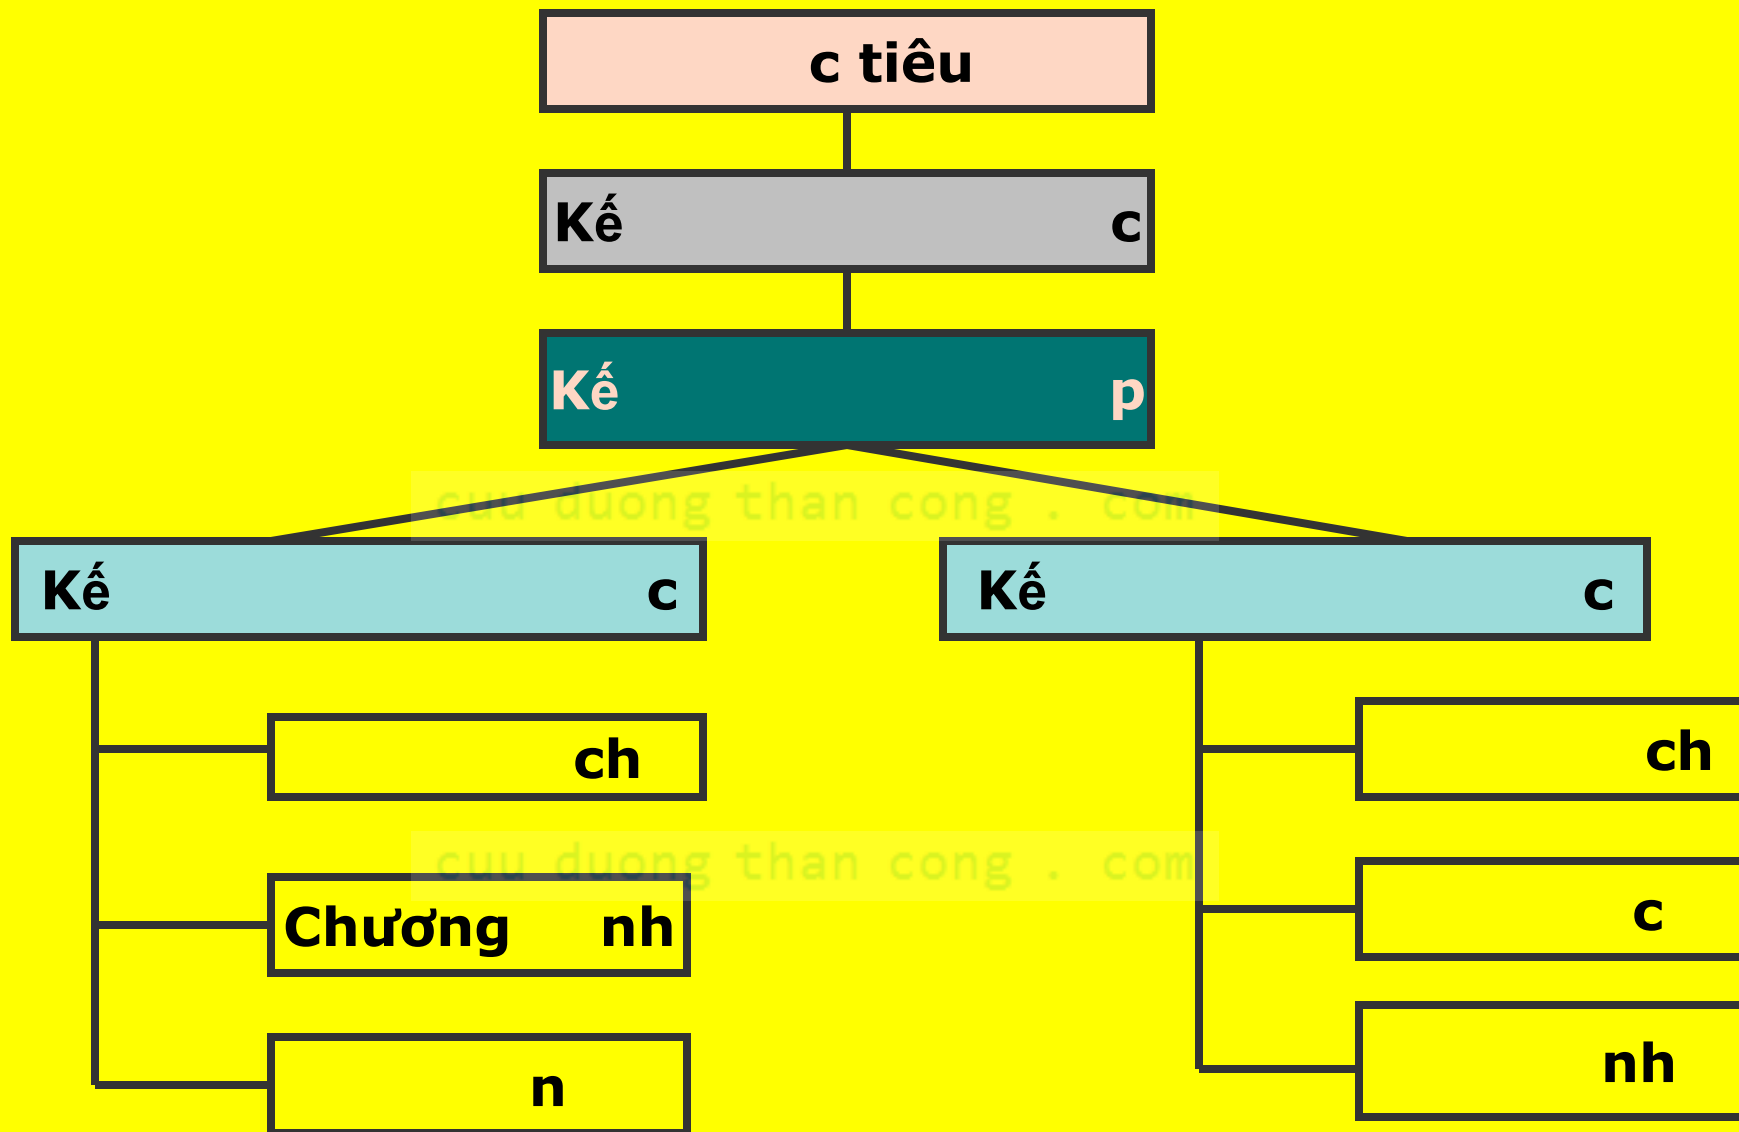 c tiêu
Kế c
Kế p
cuu duong than cong . com
Kế c
Kế c
ch
ch
cuu duong than cong . com
Chương nh
c
n
nh